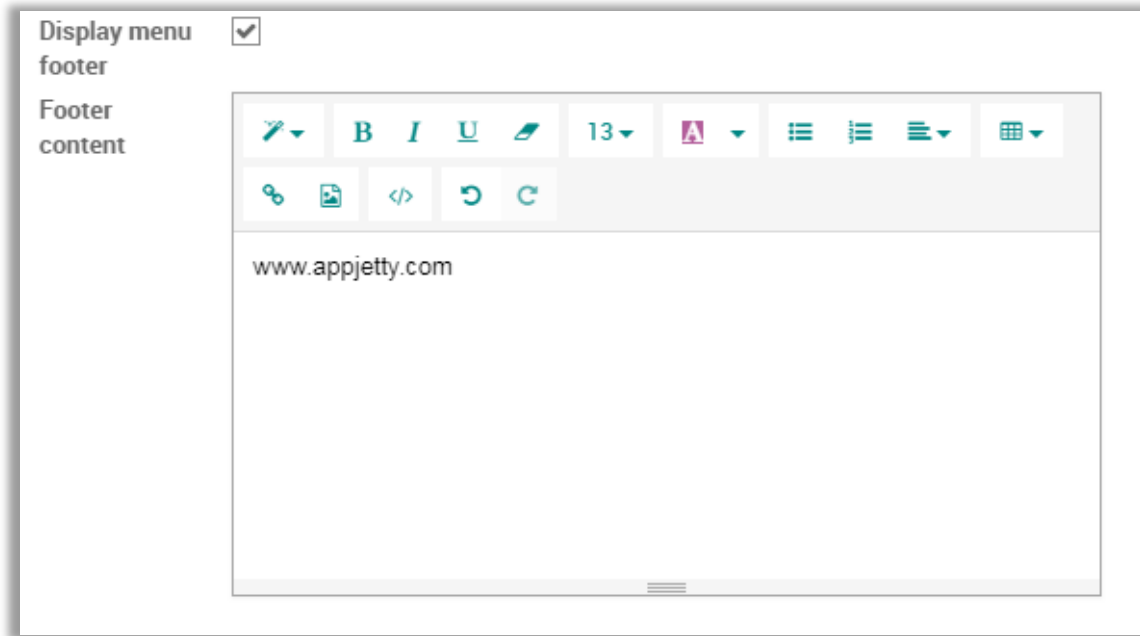 Display menu
footer
Footer
content
B I U 13 A
www.appjetty.com